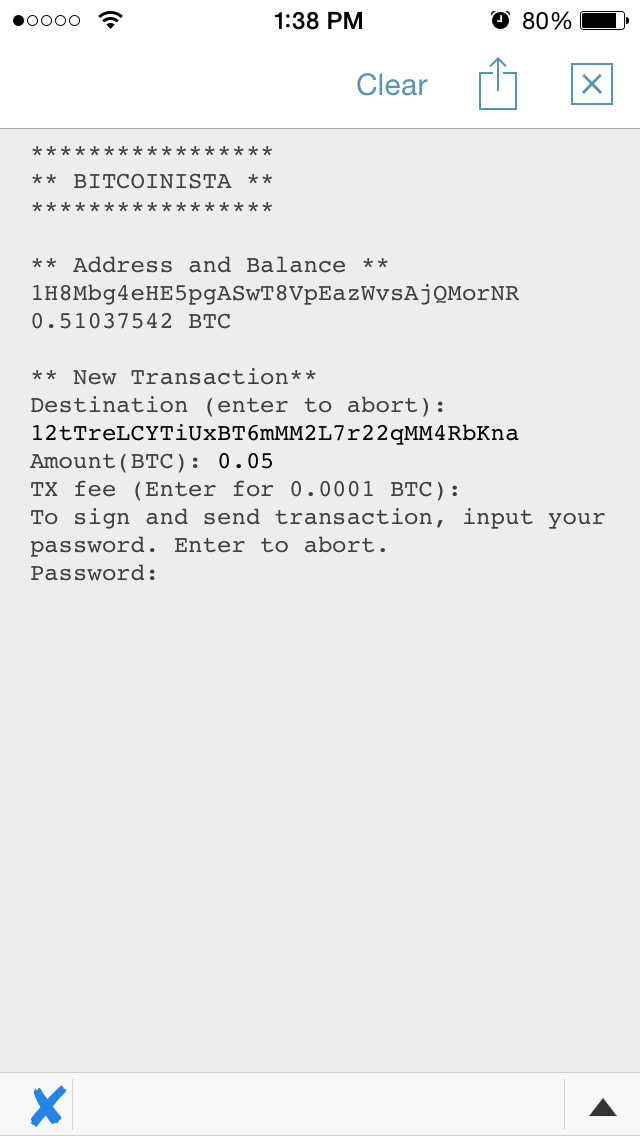 1:38 PM 80%
Clear
*****************
** BITCOINISTA **
*****************
** Address and Balance **
1H8Mbg4eHE5pgASwT8VpEazWvsAjQMorNR
0.51037542 BTC
** New Transaction**
Destination (enter to abort):
12tTreLCYTiUxBT6mMM2L7r22qMM4RbKna
Amount(BTC): 0.05
TX fee (Enter for 0.0001 BTC):
To sign and send transaction, input your
password. Enter to abort.
Password: